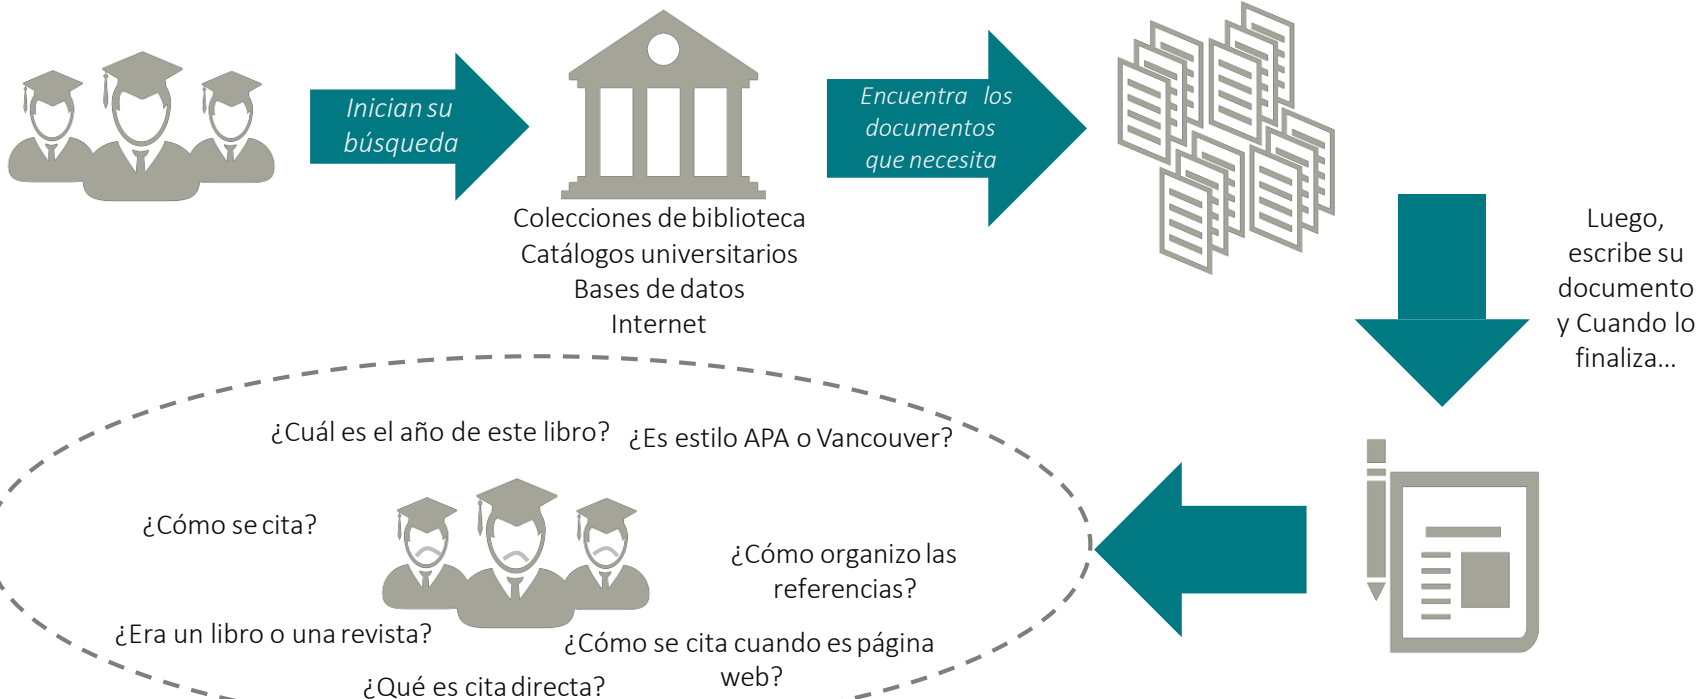 Inician su
búsqueda
Encuentra los
documentos
que necesita
Colecciones de biblioteca
Catálogos universitarios
Bases de datos
Internet
Luego,
escribe su
documento
y Cuando lo
finaliza...
¿Cuál es el año de este libro?
¿Es estilo APA o Vancouver?
¿Cómo se cita?
¿Cómo organizo las
referencias?
¿Era un libro o una revista?
¿Cómo se cita cuando es página
web?
¿Qué es cita directa?